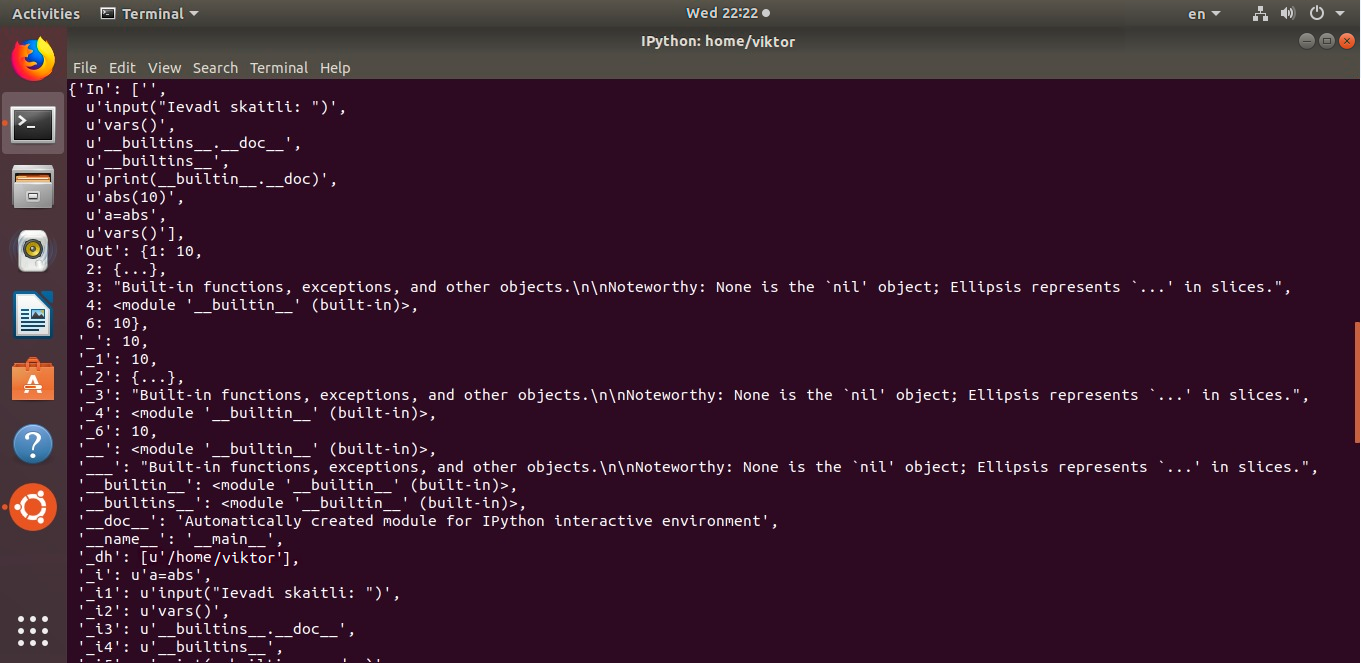 Activities Terminal Wed 22:22 en
IPython: home/viktor
File Edit View Search Terminal Help
{'In': ['',
u'input("Ievadi skaitli: ")',
u'vars()',
u'__builtins__.__doc__',
u'__builtins__',
u'print(__builtin__.__doc)',
u'abs(10)',
u'a=abs',
u'vars()'],
'Out': {1: 10,
2: {...},
3: "Built-in functions, exceptions, and other objects.\n\nNoteworthy: None is the `nil' object; Ellipsis represents `...' in slices.",
4: <module '__builtin__' (built-in)>,
6: 10},
'_': 10,
'_1': 10,
'_2': {...},
'_3': "Built-in functions, exceptions, and other objects.\n\nNoteworthy: None is the `nil' object; Ellipsis represents `...' in slices.",
'_4': <module '__builtin__' (built-in)>,
'_6': 10,
'__': <module '__builtin__' (built-in)>,
'___': "Built-in functions, exceptions, and other objects.\n\nNoteworthy: None is the `nil' object; Ellipsis represents `...' in slices.",
'__builtin__': <module '__builtin__' (built-in)>,
'__builtins__': <module '__builtin__' (built-in)>,
'__doc__': 'Automatically created module for IPython interactive environment',
'__name__': '__main__',
'_dh': [u'/home/viktor'],
'_i': u'a=abs',
'_i1': u'input("Ievadi skaitli: ")',
'_i2': u'vars()',
'_i3': u'__builtins__.__doc__',
'_i4': u'__builtins__',